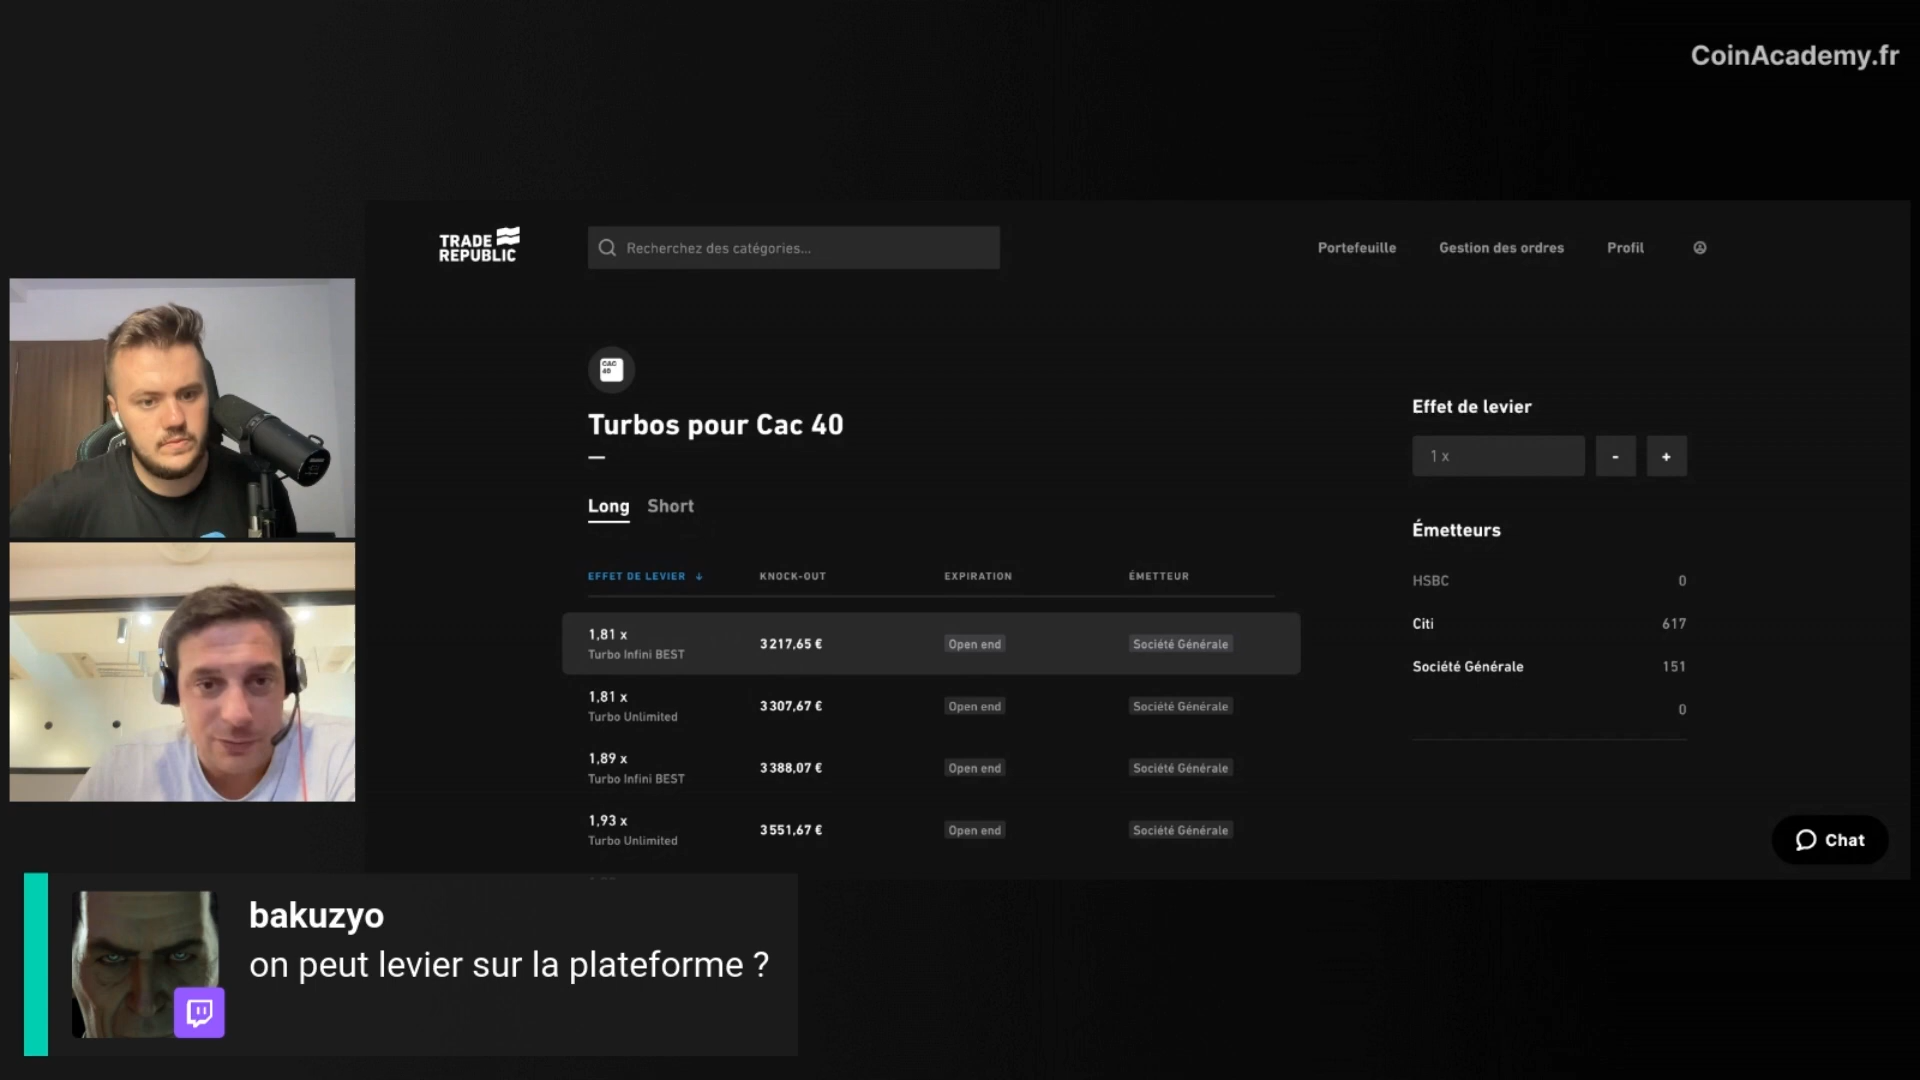 CoinAcademy.fr
TRADE
REPUBLIC
Recherchez des catégories...
Portefeuille
Gestion des ordres
Profil
CAC
40
Turbos pour Cac 40
Long
Short
EFFET DE LEVIER ↓
KNOCK-OUT
EXPIRATION
ÉMETTEUR
1,81 x
Turbo Infini BEST
3 217,65 €
Open end
Société Générale
1,81 x
Turbo Unlimited
3 307,67 €
Open end
Société Générale
1,89 x
Turbo Infini BEST
3 388,07 €
Open end
Société Générale
1,93 x
Turbo Unlimited
3 551,67 €
Open end
Société Générale
Effet de levier
1 x
-
+
Émetteurs
HSBC 0
Citi 617
Société Générale 151
0
Chat
bakuzyo
on peut levier sur la plateforme ?